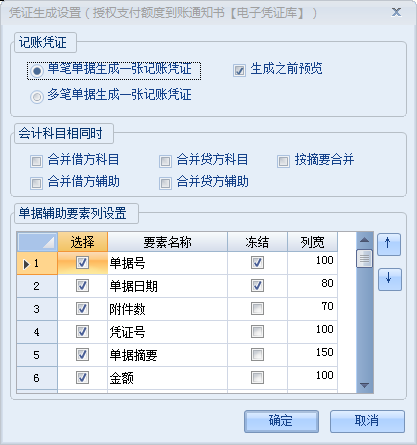 凭证生成设置（授权支付额度到账通知书【电子凭证库】）
记账凭证
单笔单据生成一张记账凭证 生成之前预览
多笔单据生成一张记账凭证
会计科目相同时
合并借方科目 合并贷方科目 按摘要合并
合并借方辅助 合并贷方辅助
单据辅助要素列设置
选择 要素名称 冻结 列宽
1 单据号 100
2 单据日期 80
3 附件数 70
4 凭证号 100
5 单据摘要 150
6 金额 100
确定 取消